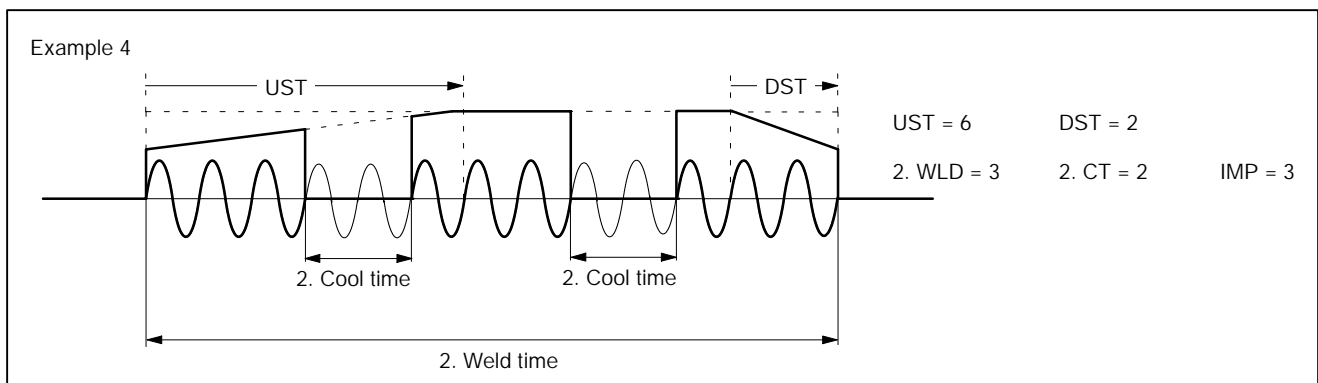 Example 4
UST
DST
UST = 6 DST = 2
2. WLD = 3 2. CT = 2 IMP = 3
2. Cool time 2. Cool time
2. Weld time